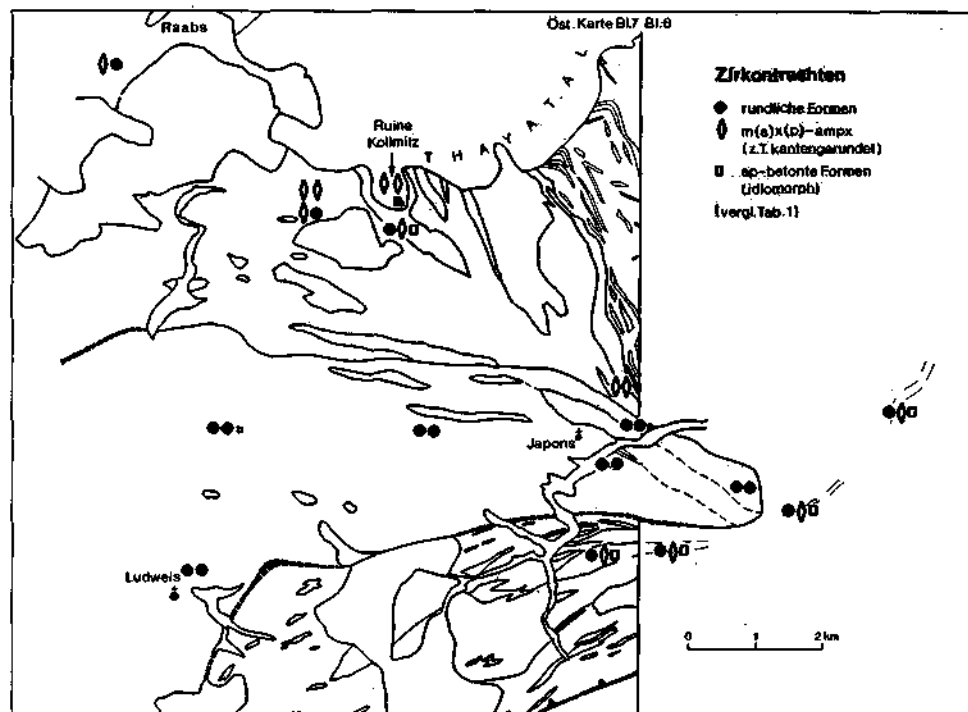 Raabs
Öst. Karte Bl.7 Bl.8
THAYATAL
Ruine
Kollmitz
Japons
Ludweis
Zirkontrachten
rundliche Formen
m(a)x(p)-ampx
(z.T. kantengerundet)
ap-betonte Formen
(idiomorph)
(vergl. Tab. 1)
0 1 2 km